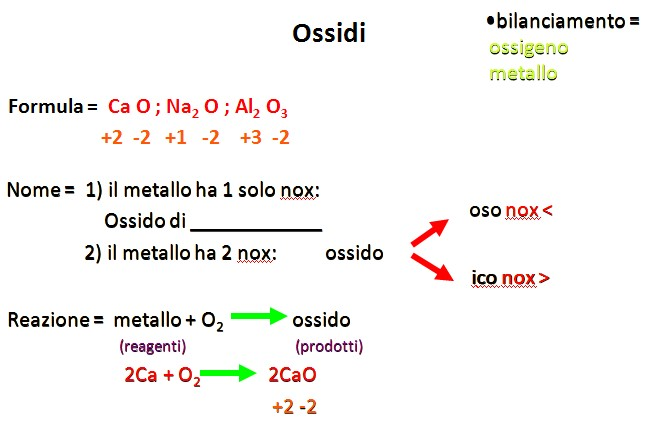 Ossidi
•bilanciamento =
ossigeno
metallo
Formula = Ca O ; Na₂ O ; Al₂ O₃
+2 -2 +1 -2 +3 -2
Nome = 1) il metallo ha 1 solo nox:
Ossido di ____________
2) il metallo ha 2 nox: ossido
oso nox <
ico nox >
Reazione = metallo + O₂ ossido
(reagenti) (prodotti)
2Ca + O₂ 2CaO
+2 -2